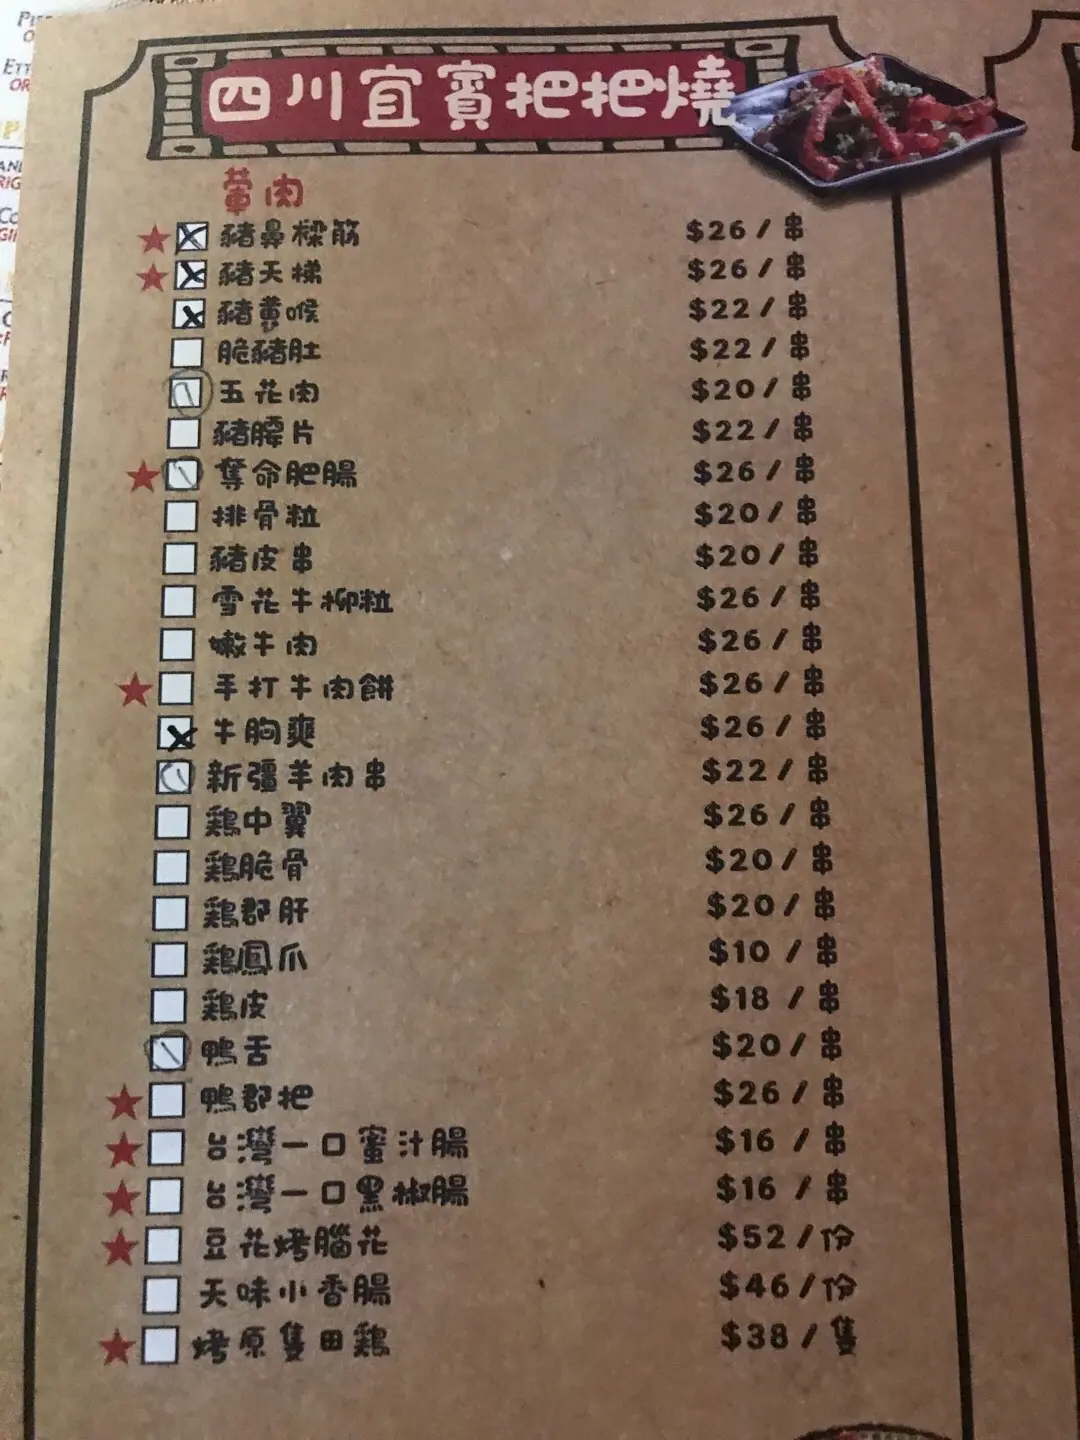 四川宜賓把把燒
葷肉
豬鼻樑筋 $26 / 串
豬天梯 $26 / 串
豬黃喉 $22 / 串
脆豬肚 $22 / 串
五花肉 $20 / 串
豬腰片 $22 / 串
奪命肥腸 $26 / 串
排骨粒 $20 / 串
豬皮串 $20 / 串
雪花牛柳粒 $26 / 串
嫩牛肉 $26 / 串
手打牛肉餅 $26 / 串
牛胸爽 $26 / 串
新疆羊肉串 $22 / 串
鷄中翼 $26 / 串
鷄脆骨 $20 / 串
鷄郡肝 $20 / 串
鷄鳳爪 $10 / 串
鷄皮 $18 / 串
鴨舌 $20 / 串
鴨郡把 $26 / 串
台灣一口蜜汁腸 $16 / 串
台灣一口黑椒腸 $16 / 串
豆花烤腦花 $52 / 份
天味小香腸 $46 / 份
烤原隻田鷄 $38 / 隻